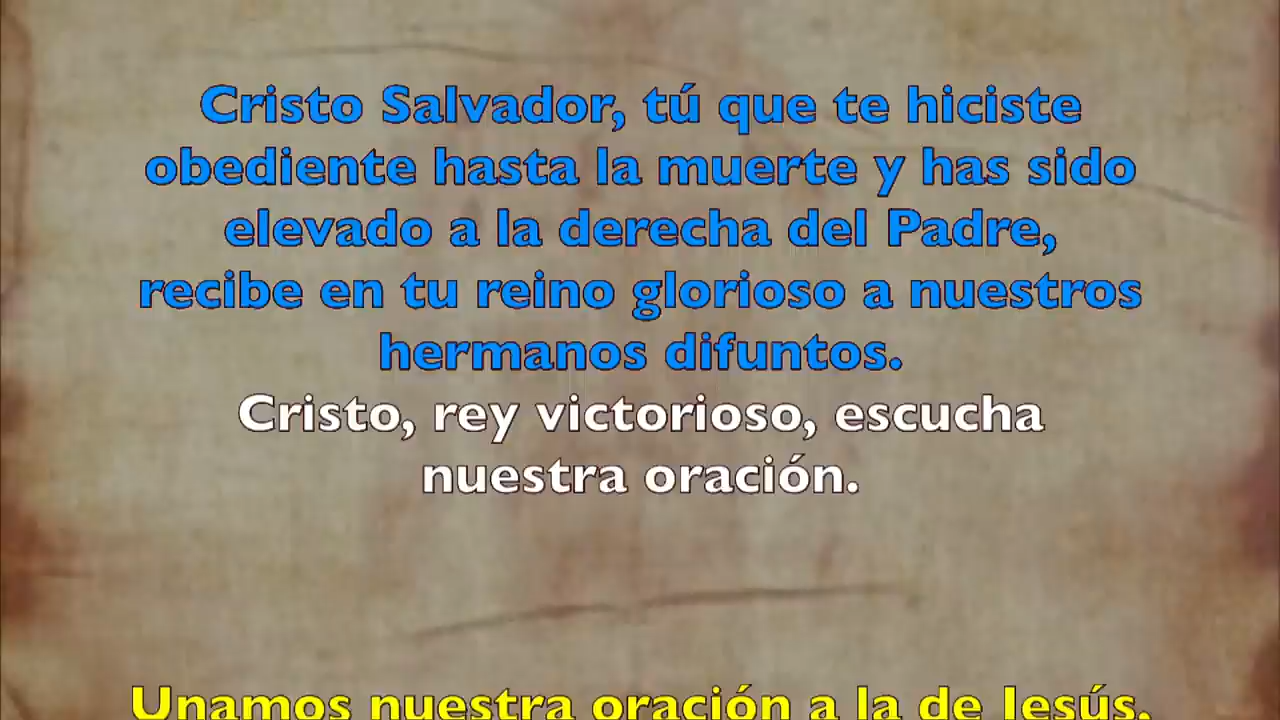 Cristo Salvador, tú que te hiciste
obediente hasta la muerte y has sido
elevado a la derecha del Padre,
recibe en tu reino glorioso a nuestros
hermanos difuntos.
Cristo, rey victorioso, escucha
nuestra oración.
Unamos nuestra oración a la de Jesús,